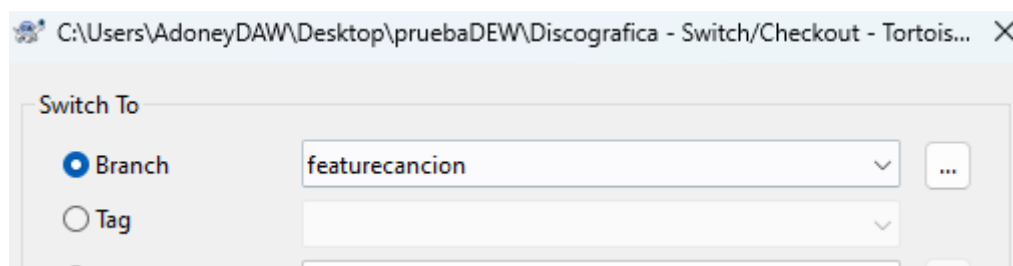 C:\Users\AdoneyDAW\Desktop\pruebaDEW\Discografica - Switch/Checkout - Tortois...
Switch To
Branch featurecancion ...
Tag